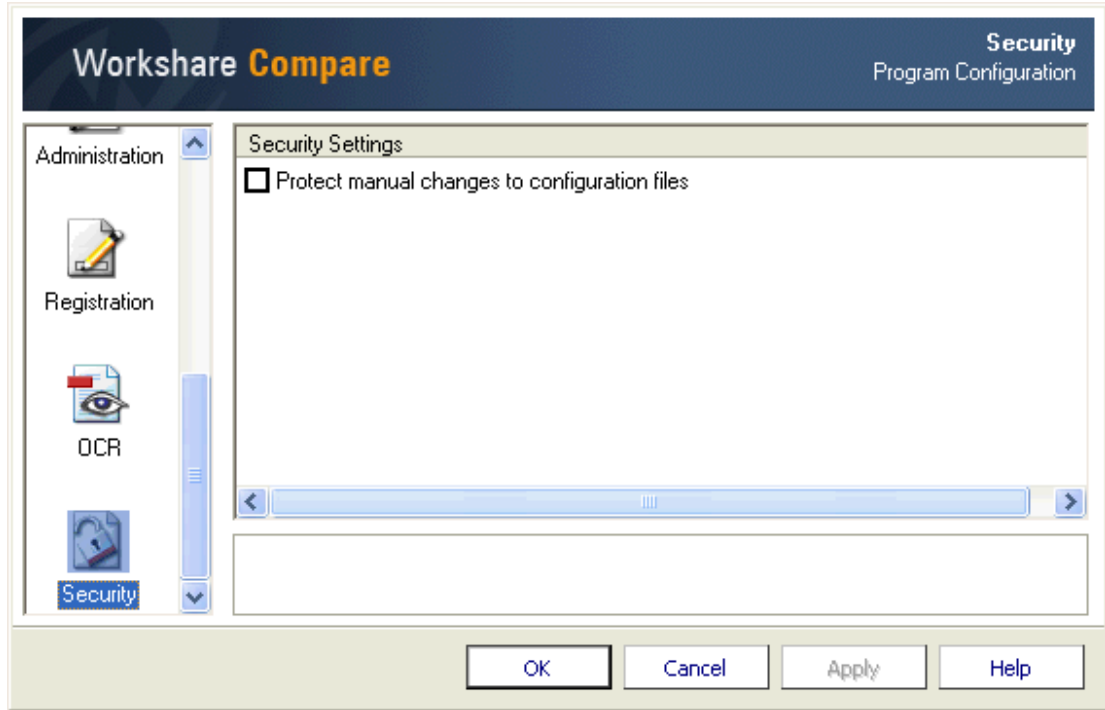 Workshare Compare
Security
Program Configuration
Administration
Registration
OCR
Security
Security Settings
Protect manual changes to configuration files
OK
Cancel
Apply
Help